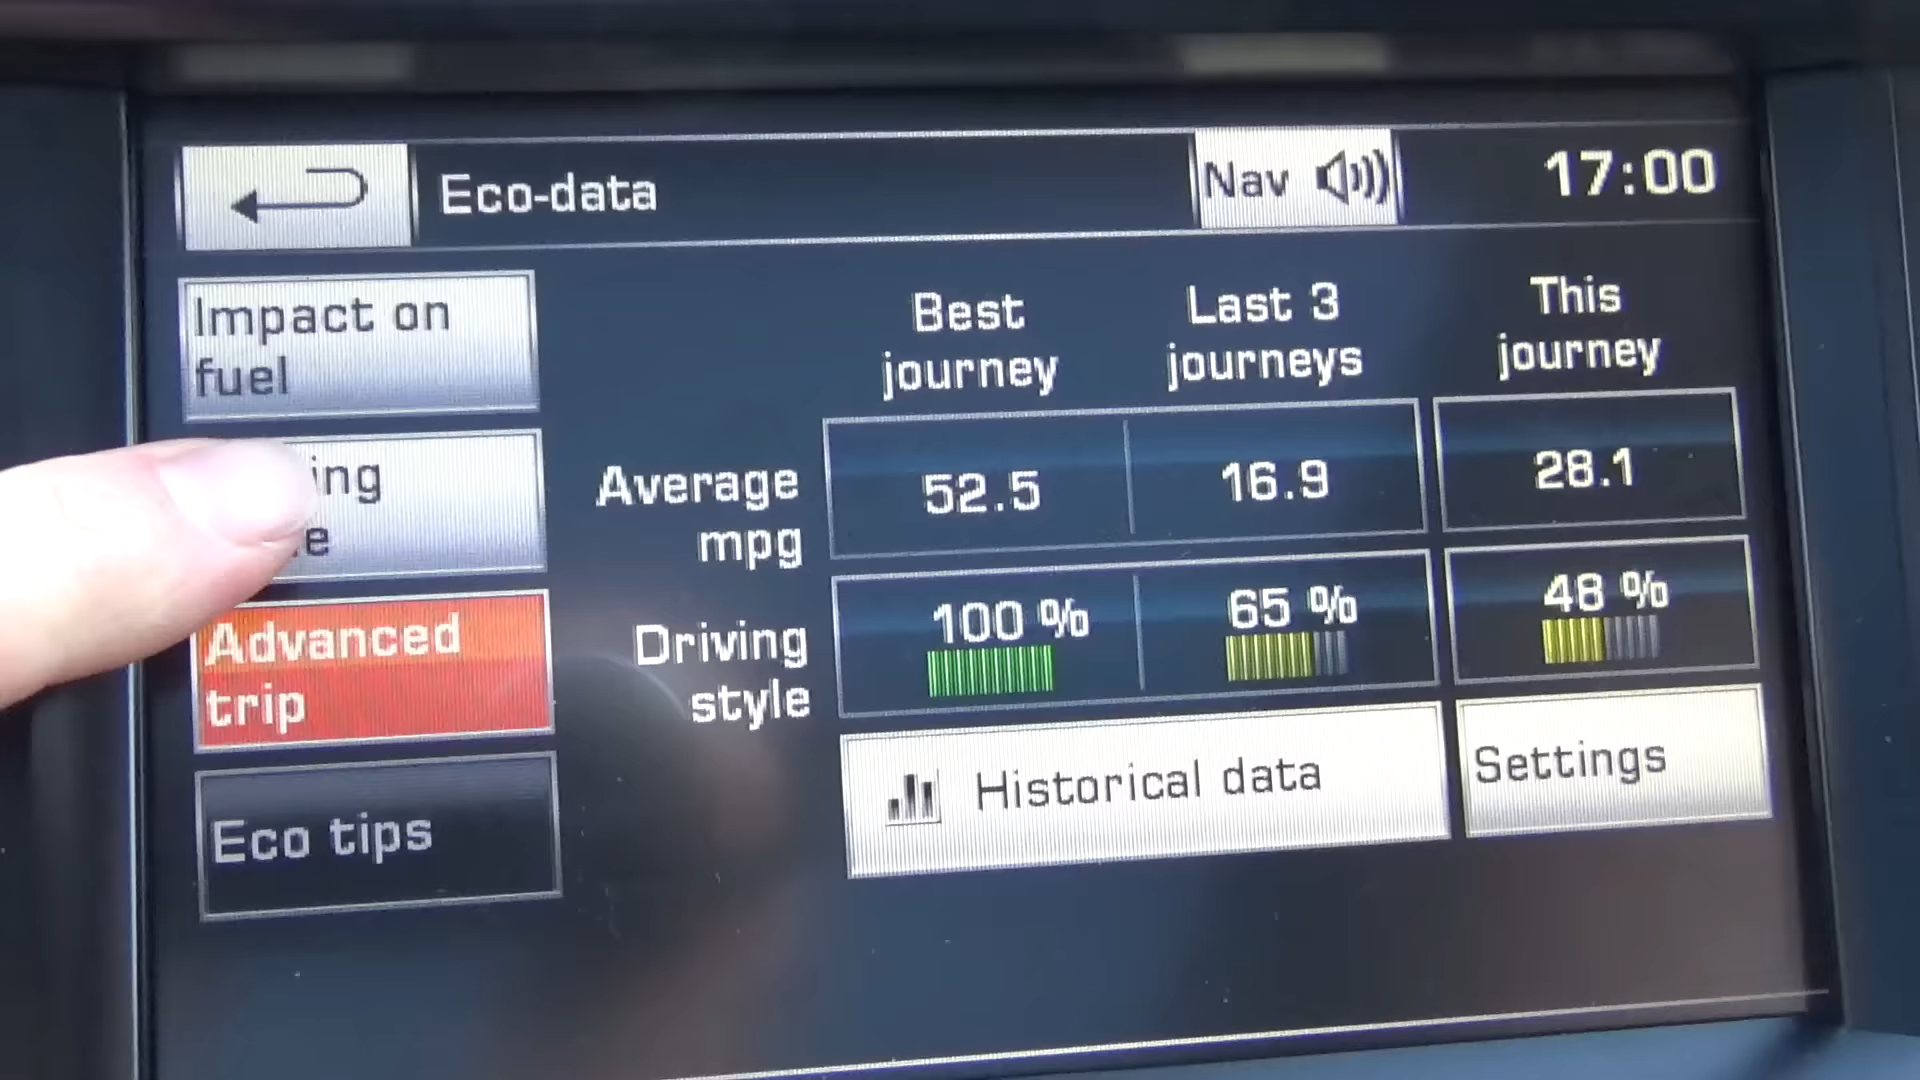 Eco-data
Nav
17:00
Impact on
fuel
Advanced
trip
Eco tips
Best
journey
Last 3
journeys
This
journey
Average
mpg
52.5
16.9
28.1
Driving
style
100 %
65 %
48 %
Historical data
Settings